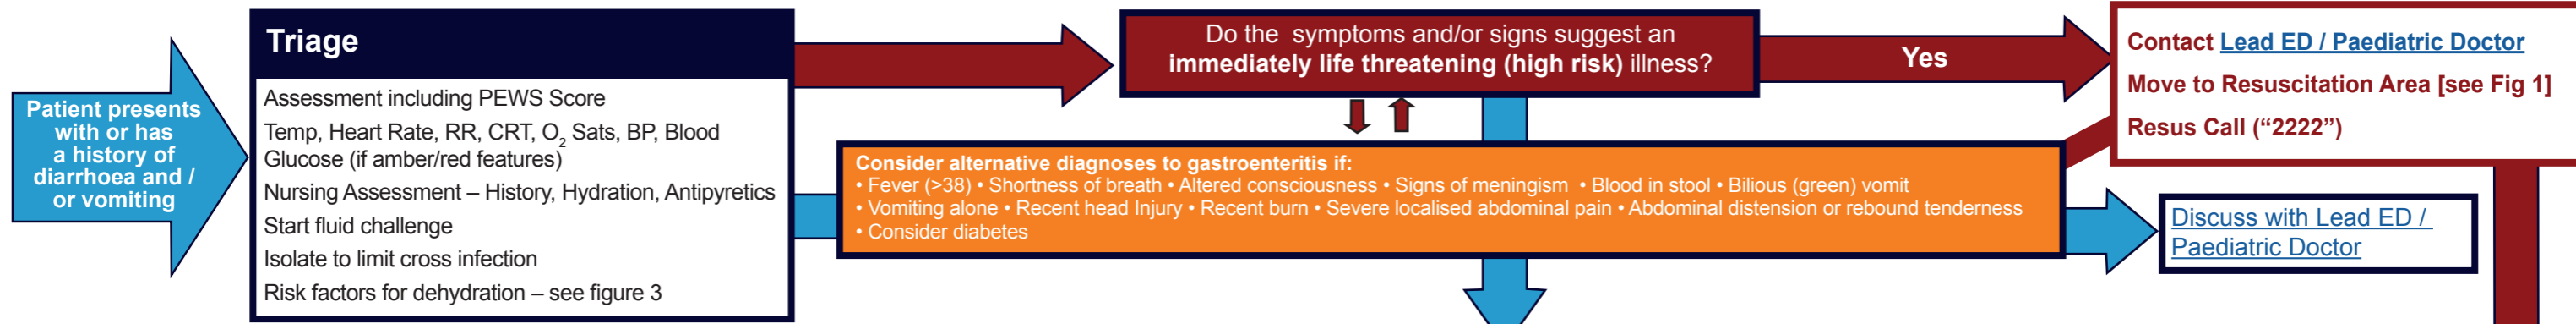 Patient presents
with or has
a history of
diarrhoea and /
or vomiting
Triage
Assessment including PEWS Score
Temp, Heart Rate, RR, CRT, O2 Sats, BP, Blood
Glucose (if amber/red features)
Nursing Assessment – History, Hydration, Antipyretics
Start fluid challenge
Isolate to limit cross infection
Risk factors for dehydration – see figure 3
Do the symptoms and/or signs suggest an
immediately life threatening (high risk) illness?
Yes
Contact Lead ED / Paediatric Doctor
Move to Resuscitation Area [see Fig 1]
Resus Call (“2222”)
Consider alternative diagnoses to gastroenteritis if:
• Fever (>38) • Shortness of breath • Altered consciousness • Signs of meningism • Blood in stool • Bilious (green) vomit
• Vomiting alone • Recent head Injury • Recent burn • Severe localised abdominal pain • Abdominal distension or rebound tenderness
• Consider diabetes
Discuss with Lead ED /
Paediatric Doctor